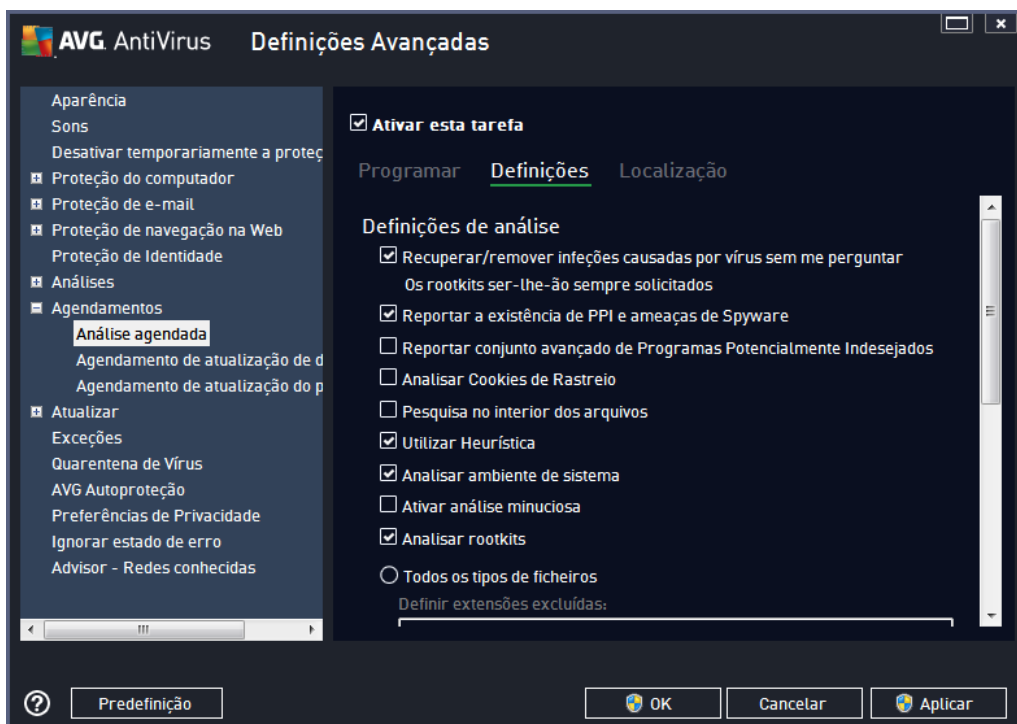 AVG. AntiVirus Definições Avançadas
Aparência
Sons
Desativar temporariamente a proteç
Proteção do computador
Proteção de e-mail
Proteção de navegação na Web
Proteção de Identidade
Análises
Agendamentos
Análise agendada
Agendamento de atualização de d
Agendamento de atualização do p
Atualizar
Exceções
Quarentena de Vírus
AVG Autoproteção
Preferências de Privacidade
Ignorar estado de erro
Advisor - Redes conhecidas
Ativar esta tarefa
Programar Definições Localização
Definições de análise
Recuperar/remover infeções causadas por vírus sem me perguntar
Os rootkits ser-lhe-ão sempre solicitados
Reportar a existência de PPI e ameaças de Spyware
Reportar conjunto avançado de Programas Potencialmente Indesejados
Analisar Cookies de Rastreio
Pesquisa no interior dos arquivos
Utilizar Heurística
Analisar ambiente de sistema
Ativar análise minuciosa
Analisar rootkits
Todos os tipos de ficheiros
Definir extensões excluídas:
Predefinição OK Cancelar Aplicar